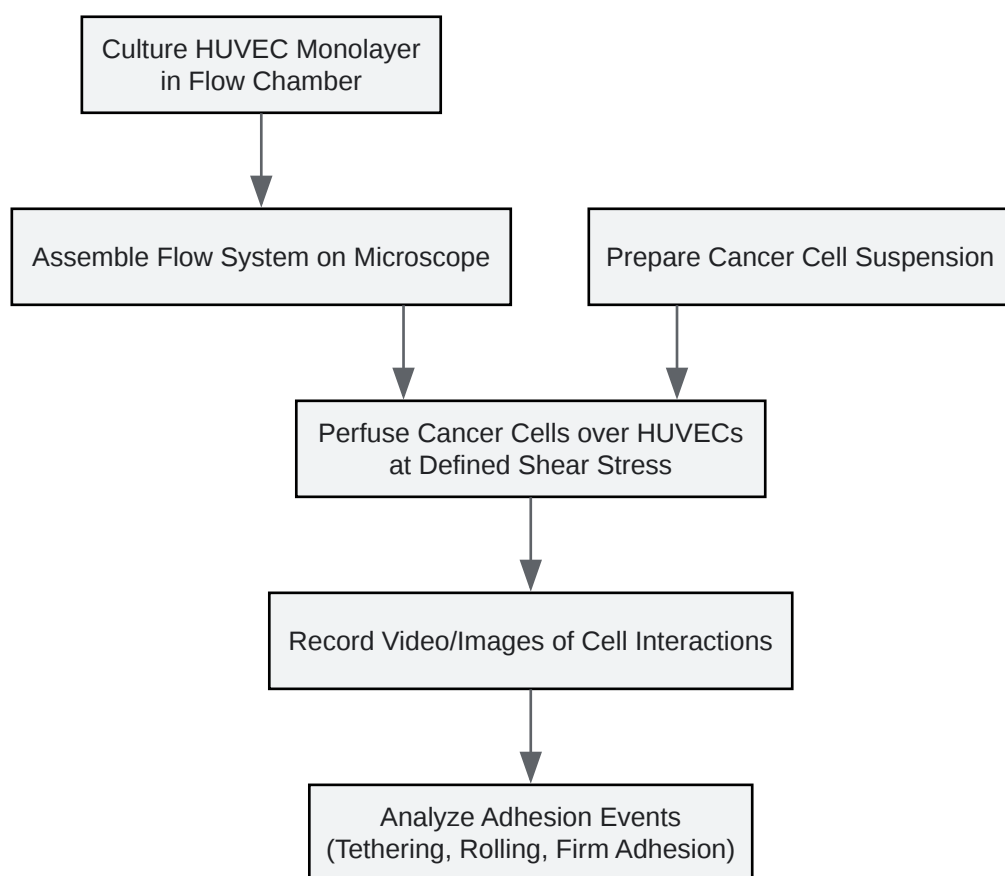 Culture HUVEC Monolayer
in Flow Chamber
Assemble Flow System on Microscope
Prepare Cancer Cell Suspension
Perfuse Cancer Cells over HUVECs
at Defined Shear Stress
Record Video/Images of Cell Interactions
Analyze Adhesion Events
(Tethering, Rolling, Firm Adhesion)